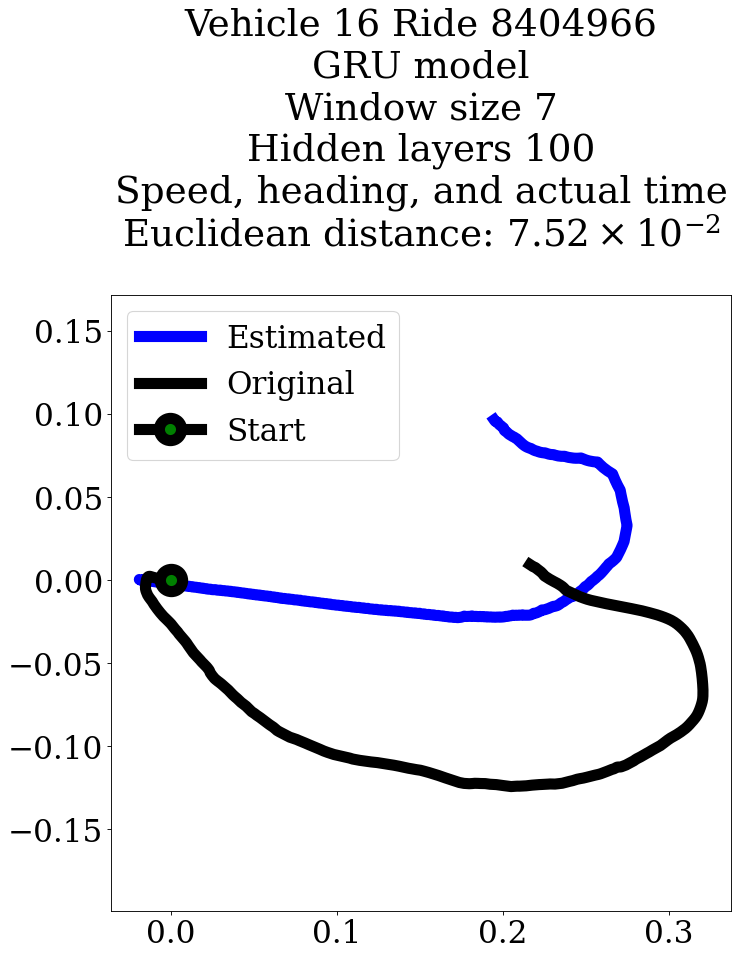 Vehicle 16 Ride 8404966
GRU model
Window size 7
Hidden layers 100
Speed, heading, and actual time
Euclidean distance: 7.52 × 10⁻²
Estimated
Original
Start
0.15
0.10
0.05
0.00
−0.05
−0.10
−0.15
0.0 0.1 0.2 0.3